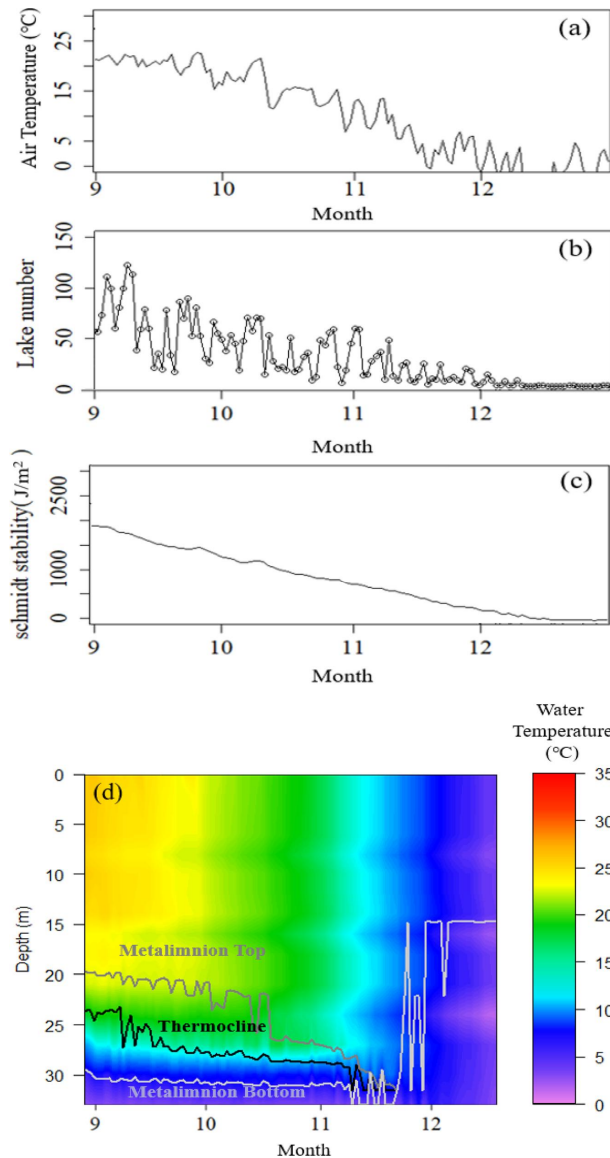 (a)
Air Temperature (°C)
25
15
5
0
9
10
11
12
Month
(b)
Lake number
150
100
50
0
9
10
11
12
Month
(c)
schmidt stability( J/m²)
2500
1000
0
9
10
11
12
Month
Water
Temperature
(°C)
(d)
Depth (m)
0
5
10
15
20
25
30
Metalimnion Top
Thermocline
Metalimnion Bottom
9
10
11
12
Month
35
30
25
20
15
10
5
0